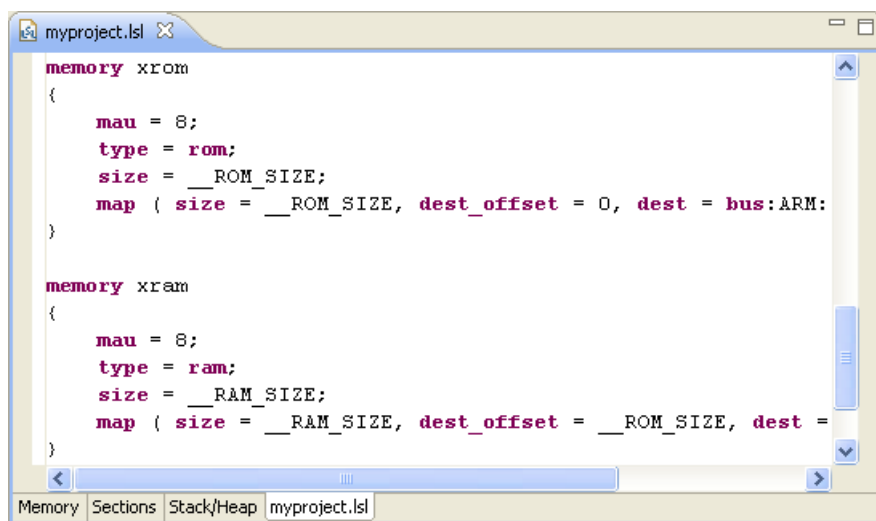 myproject.lsl
memory xrom
{
    mau = 8;
    type = rom;
    size = __ROM_SIZE;
    map ( size = __ROM_SIZE, dest_offset = 0, dest = bus:ARM:
}
memory xram
{
    mau = 8;
    type = ram;
    size = __RAM_SIZE;
    map ( size = __RAM_SIZE, dest_offset = __ROM_SIZE, dest =
}
Memory Sections Stack/Heap myproject.lsl